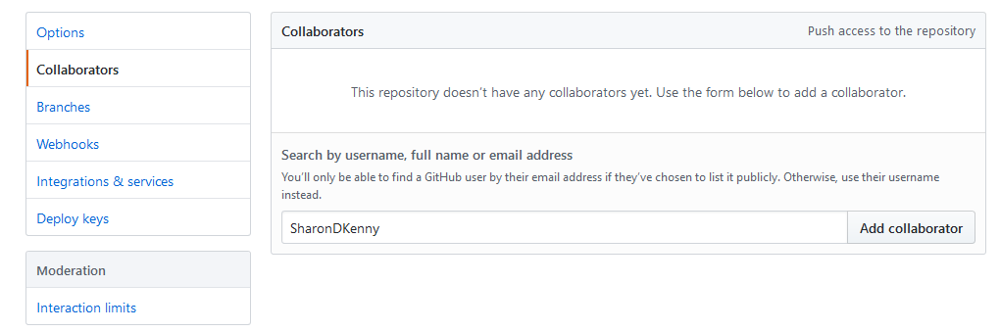 Options
Collaborators
Branches
Webhooks
Integrations & services
Deploy keys
Moderation
Interaction limits
Collaborators
Push access to the repository
This repository doesn't have any collaborators yet. Use the form below to add a collaborator.
Search by username, full name or email address
You'll only be able to find a GitHub user by their email address if they've chosen to list it publicly. Otherwise, use their username
instead.
SharonDKenny
Add collaborator